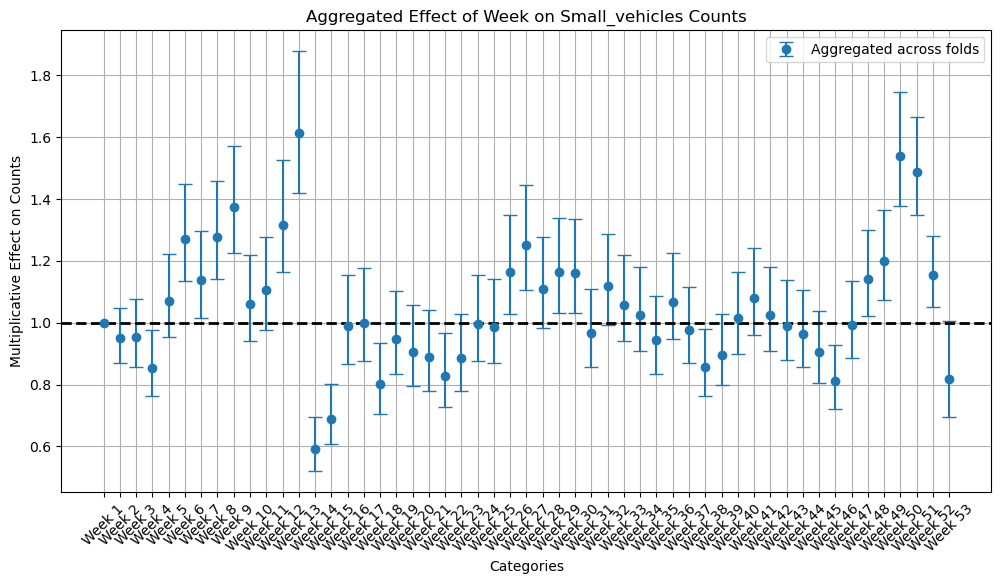 Aggregated Effect of Week on Small_vehicles Counts
Aggregated across folds
Multiplicative Effect on Counts
1.8
1.6
1.4
1.2
1.0
0.8
0.6
Week 1
Week 2
Week 3
Week 4
Week 5
Week 6
Week 7
Week 8
Week 9
Week 10
Week 11
Week 12
Week 13
Week 14
Week 15
Week 16
Week 17
Week 18
Week 19
Week 20
Week 21
Week 22
Week 23
Week 24
Week 25
Week 26
Week 27
Week 28
Week 29
Week 30
Week 31
Week 32
Week 33
Week 34
Week 35
Week 36
Week 37
Week 38
Week 39
Week 40
Week 41
Week 42
Week 43
Week 44
Week 45
Week 46
Week 47
Week 48
Week 49
Week 50
Week 51
Week 52
Week 53
Categories